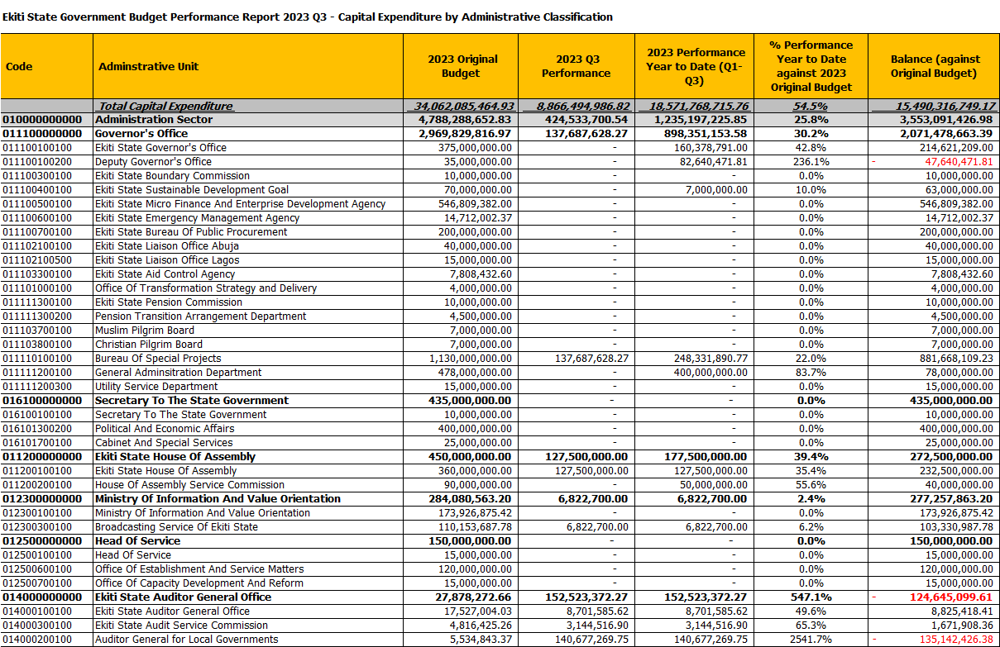 Ekiti State Government Budget Performance Report 2023 Q3 - Capital Expenditure by Administrative Classification
Code Adminstrative Unit 2023 Original Budget 2023 Q3 Performance 2023 Performance Year to Date (Q1-Q3) % Performance Year to Date against 2023 Original Budget Balance (against Original Budget)
Total Capital Expenditure 34,062,085,464.93 8,866,494,986.82 18,571,768,715.76 54.5% 15,490,316,749.17
010000000000 Administration Sector 4,788,288,652.83 424,533,700.54 1,235,197,225.85 25.8% 3,553,091,426.98
011100000000 Governor's Office 2,969,829,816.97 137,687,628.27 898,351,153.58 30.2% 2,071,478,663.39
011100100100 Ekiti State Governor's Office 375,000,000.00 - 160,378,791.00 42.8% 214,621,209.00
011100100200 Deputy Governor's Office 35,000,000.00 - 82,640,471.81 236.1% - 47,640,471.81
011100300100 Ekiti State Boundary Commission 10,000,000.00 - - 0.0% 10,000,000.00
011100400100 Ekiti State Sustainable Development Goal 70,000,000.00 - 7,000,000.00 10.0% 63,000,000.00
011100500100 Ekiti State Micro Finance And Enterprise Development Agency 546,809,382.00 - - 0.0% 546,809,382.00
011100600100 Ekiti State Emergency Management Agency 14,712,002.37 - - 0.0% 14,712,002.37
011100700100 Ekiti State Bureau Of Public Procurement 200,000,000.00 - - 0.0% 200,000,000.00
011102100100 Ekiti State Liaison Office Abuja 40,000,000.00 - - 0.0% 40,000,000.00
011102100500 Ekiti State Liaison Office Lagos 15,000,000.00 - - 0.0% 15,000,000.00
011103300100 Ekiti State Aid Control Agency 7,808,432.60 - - 0.0% 7,808,432.60
011101000100 Office Of Transformation Strategy and Delivery 4,000,000.00 - - 0.0% 4,000,000.00
011111300100 Ekiti State Pension Commission 10,000,000.00 - - 0.0% 10,000,000.00
011111300200 Pension Transition Arrangement Department 4,500,000.00 - - 0.0% 4,500,000.00
011103700100 Muslim Pilgrim Board 7,000,000.00 - - 0.0% 7,000,000.00
011103800100 Christian Pilgrim Board 7,000,000.00 - - 0.0% 7,000,000.00
011110100100 Bureau Of Special Projects 1,130,000,000.00 137,687,628.27 248,331,890.77 22.0% 881,668,109.23
011111200100 General Adminsitration Department 478,000,000.00 - 400,000,000.00 83.7% 78,000,000.00
011111200300 Utility Service Department 15,000,000.00 - - 0.0% 15,000,000.00
016100000000 Secretary To The State Government 435,000,000.00 - - 0.0% 435,000,000.00
016100100100 Secretary To The State Government 10,000,000.00 - - 0.0% 10,000,000.00
016101300200 Political And Economic Affairs 400,000,000.00 - - 0.0% 400,000,000.00
016101700100 Cabinet And Special Services 25,000,000.00 - - 0.0% 25,000,000.00
011200000000 Ekiti State House Of Assembly 450,000,000.00 127,500,000.00 177,500,000.00 39.4% 272,500,000.00
011200100100 Ekiti State House Of Assembly 360,000,000.00 127,500,000.00 127,500,000.00 35.4% 232,500,000.00
011200200100 House Of Assembly Service Commission 90,000,000.00 - 50,000,000.00 55.6% 40,000,000.00
012300000000 Ministry Of Information And Value Orientation 284,080,563.20 6,822,700.00 6,822,700.00 2.4% 277,257,863.20
012300100100 Ministry Of Information And Value Orientation 173,926,875.42 - - 0.0% 173,926,875.42
012300300100 Broadcasting Service Of Ekiti State 110,153,687.78 6,822,700.00 6,822,700.00 6.2% 103,330,987.78
012500000000 Head Of Service 150,000,000.00 - - 0.0% 150,000,000.00
012500100100 Head Of Service 15,000,000.00 - - 0.0% 15,000,000.00
012500600100 Office Of Establishment And Service Matters 120,000,000.00 - - 0.0% 120,000,000.00
012500700100 Office Of Capacity Development And Reform 15,000,000.00 - - 0.0% 15,000,000.00
014000000000 Ekiti State Auditor General Office 27,878,272.66 152,523,372.27 152,523,372.27 547.1% - 124,645,099.61
014000100100 Ekiti State Auditor General Office 17,527,004.03 8,701,585.62 8,701,585.62 49.6% 8,825,418.41
014000300100 Ekiti State Audit Service Commission 4,816,425.26 3,144,516.90 3,144,516.90 65.3% 1,671,908.36
014000200100 Auditor General for Local Governments 5,534,843.37 140,677,269.75 140,677,269.75 2541.7% - 135,142,426.38